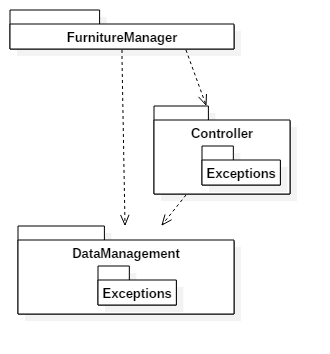 FurnitureManager
Controller
Exceptions
DataManagement
Exceptions